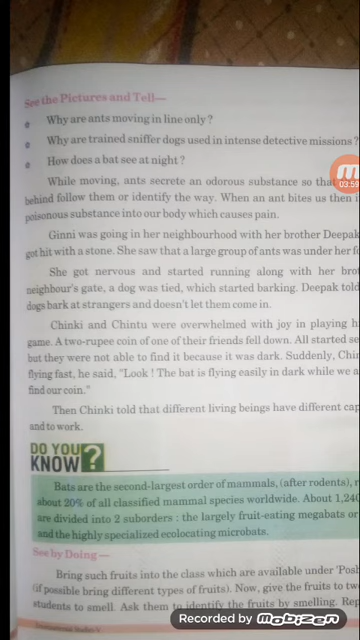 See the Pictures and Tell—
Why are ants moving in line only ?
Why are trained sniffer dogs used in intense detective missions ?
How does a bat see at night ?
While moving, ants secrete an odorous substance so that
behind follow them or identify the way. When an ant bites us then
poisonous substance into our body which causes pain.
Ginni was going in her neighbourhood with her brother Deepak
got hit with a stone. She saw that a large group of ants was under her
She got nervous and started running along with her
neighbour's gate, a dog was tied, which started barking. Deepak told
dogs bark at strangers and doesn't let them come in.
Chinki and Chintu were overwhelmed with joy in playing
game. A two-rupee coin of one of their friends fell down. All started
but they were not able to find it because it was dark. Suddenly,
flying fast, he said, "Look ! The bat is flying easily in dark while we
find our coin."
Then Chinki told that different living beings have different
and to work.
DO YOU
KNOW ?
Bats are the second-largest order of mammals, (after rodents),
about 20% of all classified mammal species worldwide. About
are divided into 2 suborders : the largely fruit-eating megabats or
and the highly specialized ecolocating microbats.
See by Doing—
Bring such fruits into the class which are available under
(if possible bring different types of fruits). Now, give the fruits to
students to smell. Ask them to identify the fruits by smelling.
Environmental Studies-V
03:59
Recorded by Mobizen